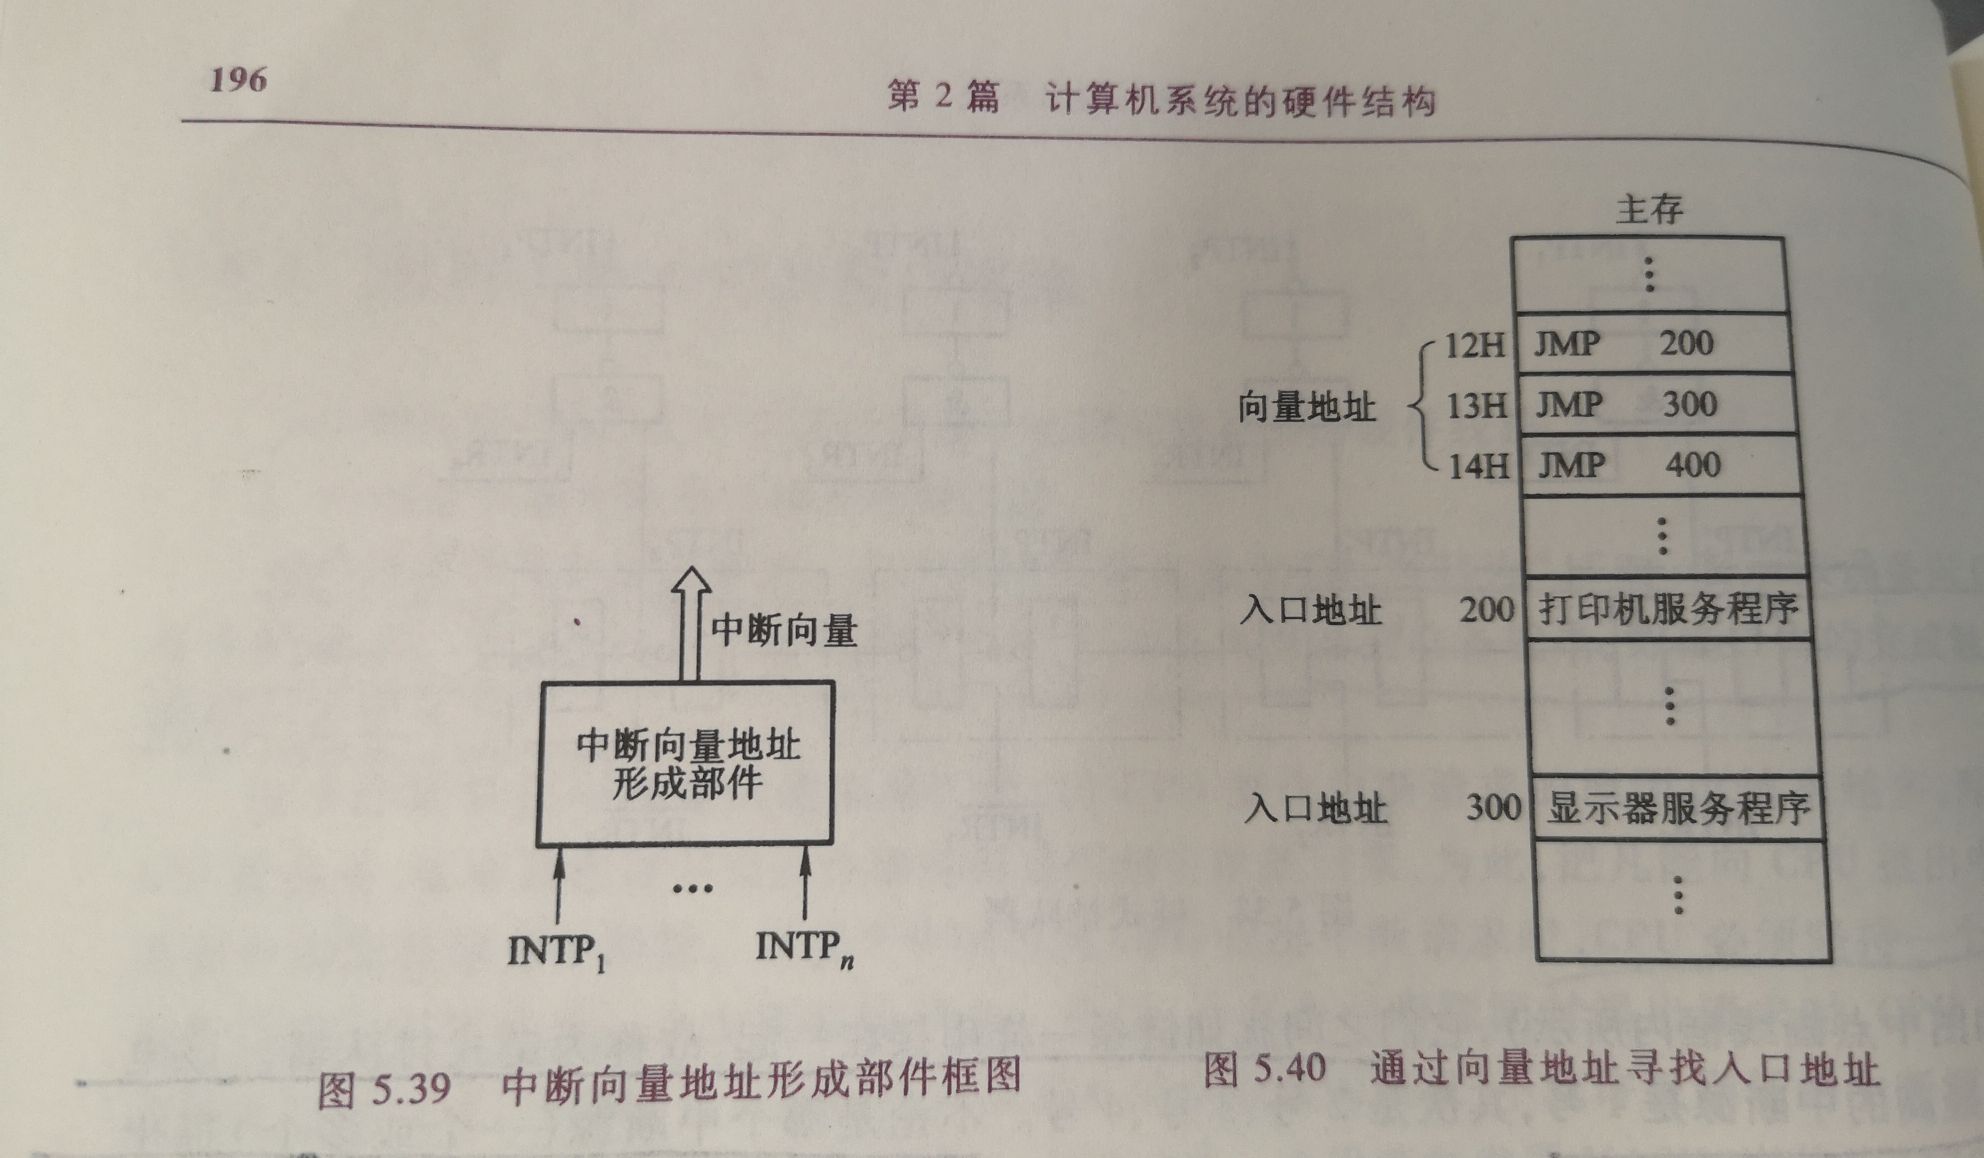 196
第2篇 计算机系统的硬件结构
主存
12H JMP 200
向量地址 13H JMP 300
14H JMP 400
入口地址 200 打印机服务程序
中断向量
中断向量地址
形成部件
入口地址 300 显示器服务程序
INTP1 … INTPn
图 5.39 中断向量地址形成部件框图
图 5.40 通过向量地址寻找入口地址